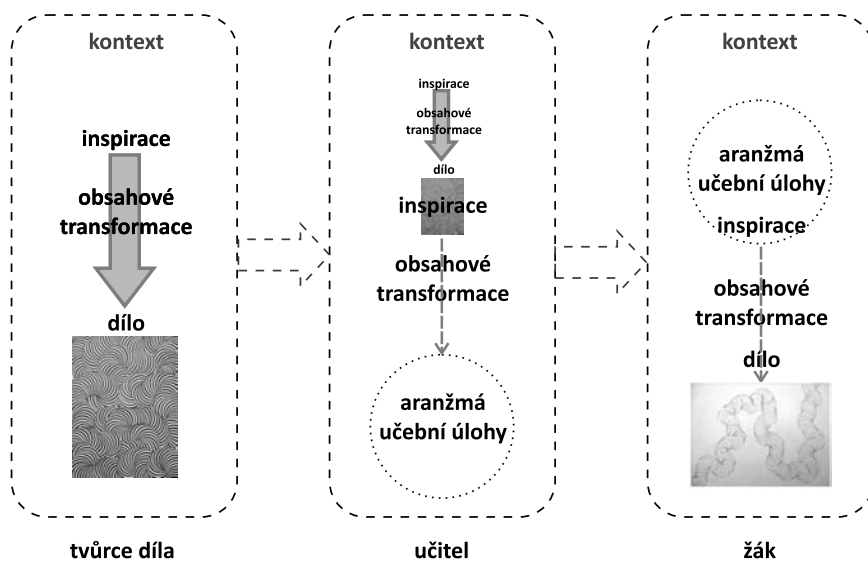 kontext
inspirace
obsahové
transformace
dílo
tvůrce díla
kontext
inspirace
obsahové
transformace
dílo
inspirace
obsahové
transformace
aranžmá
učební úlohy
učitel
kontext
aranžmá
učební úlohy
inspirace
obsahové
transformace
dílo
žák